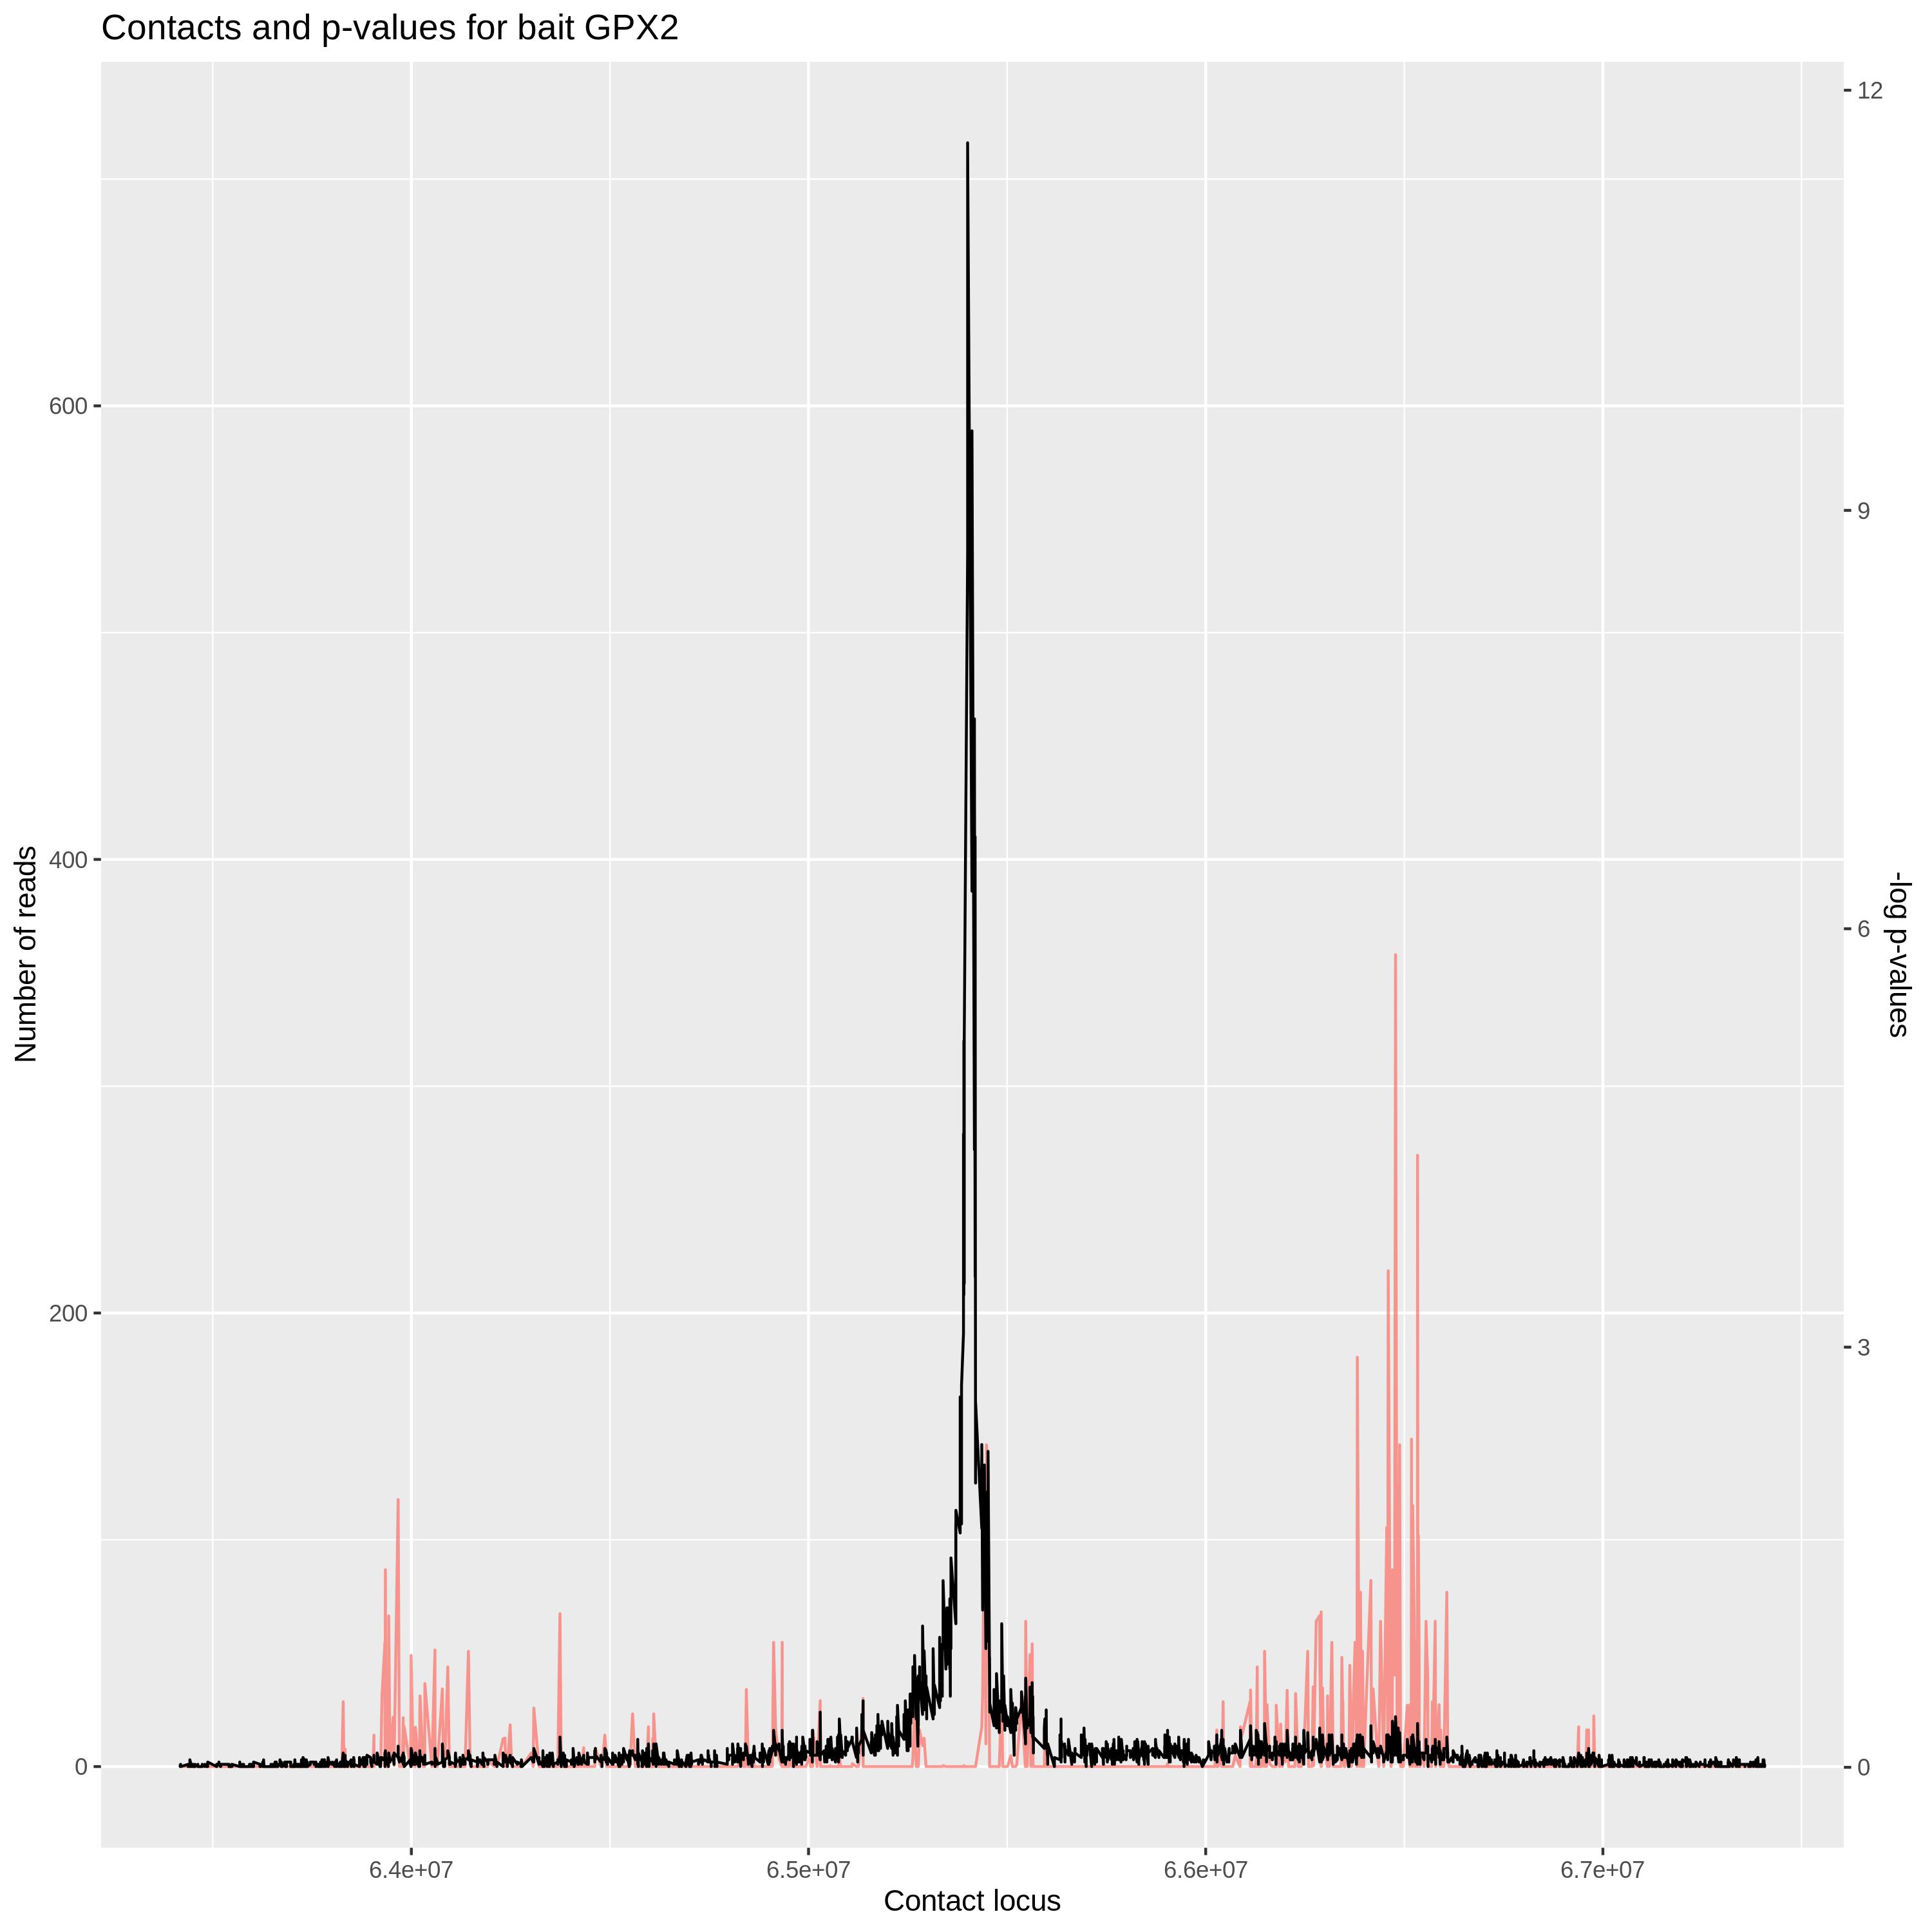 Contacts and p-values for bait GPX2
Number of reads
600
400
200
0
12
9
6
3
0
-log p-values
6.4e+07
6.5e+07
6.6e+07
6.7e+07
Contact locus